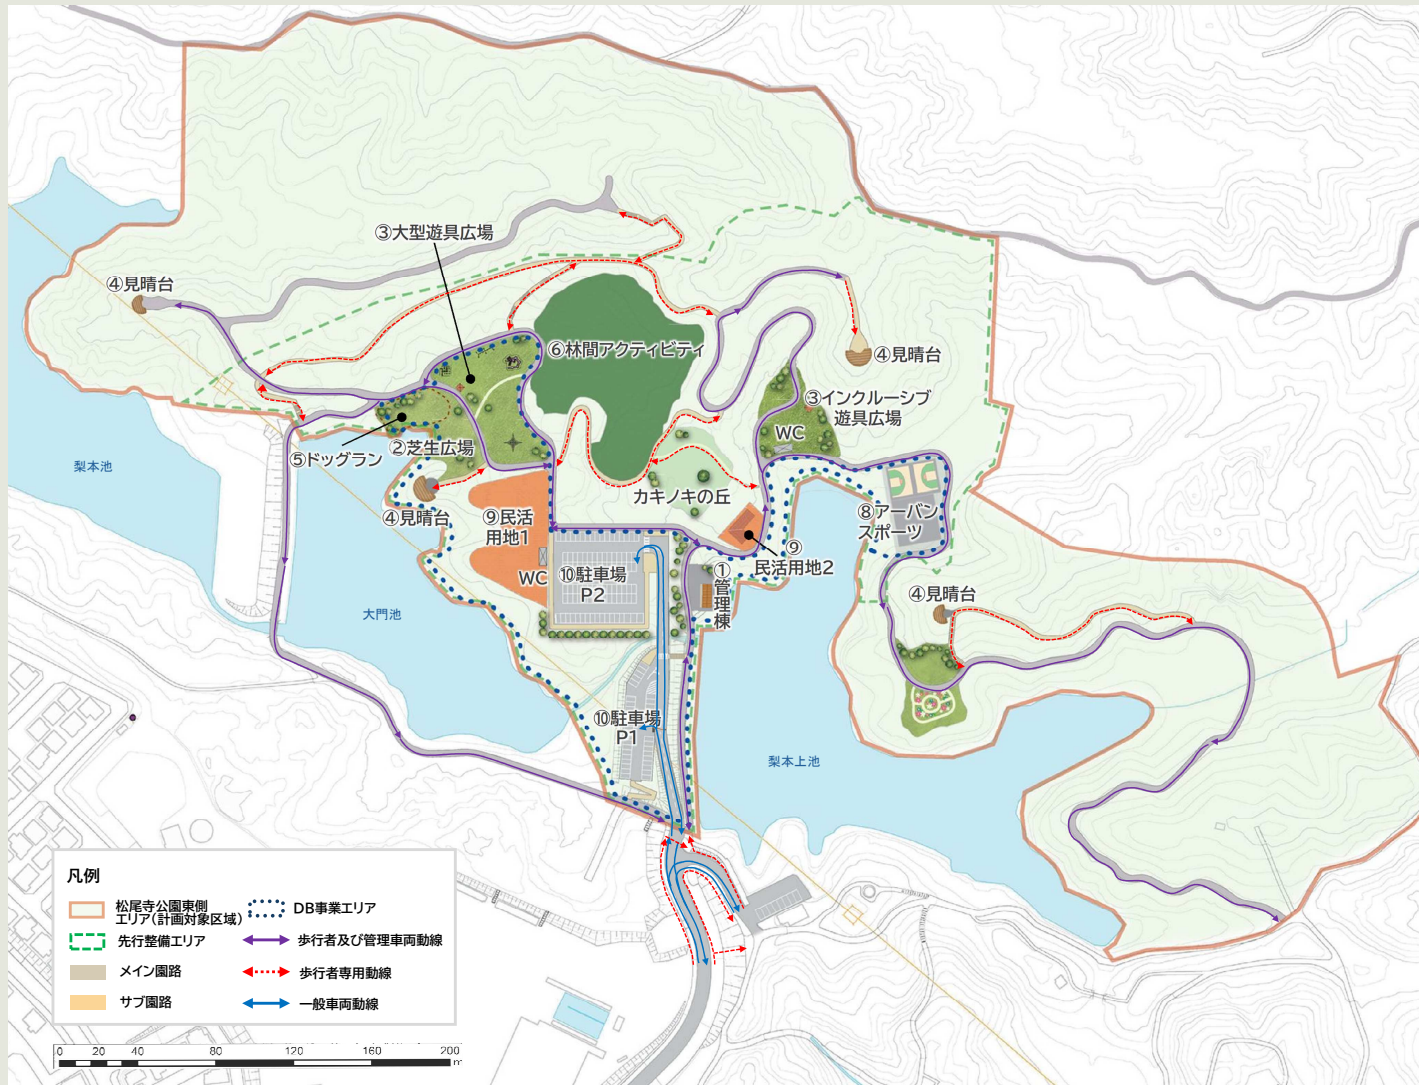 ③大型遊具広場
④見晴台
⑥林間アクティビティ
④見晴台
③インクルーシブ
遊具広場
WC
②芝生広場
⑤ドッグラン
梨本池
④見晴台
カキノキの丘
⑨民活
用地1
⑧アーバン
スポーツ
⑨
民活用地2
WC
⑩駐車場
P2
①
管
理
棟
④見晴台
大門池
⑩駐車場
P1
梨本上池
凡例
松尾寺公園東側
エリア(計画対象区域)
DB事業エリア
先行整備エリア
歩行者及び管理車両動線
メイン園路
歩行者専用動線
サブ園路
一般車両動線
0 20 40 80 120 160 200
m